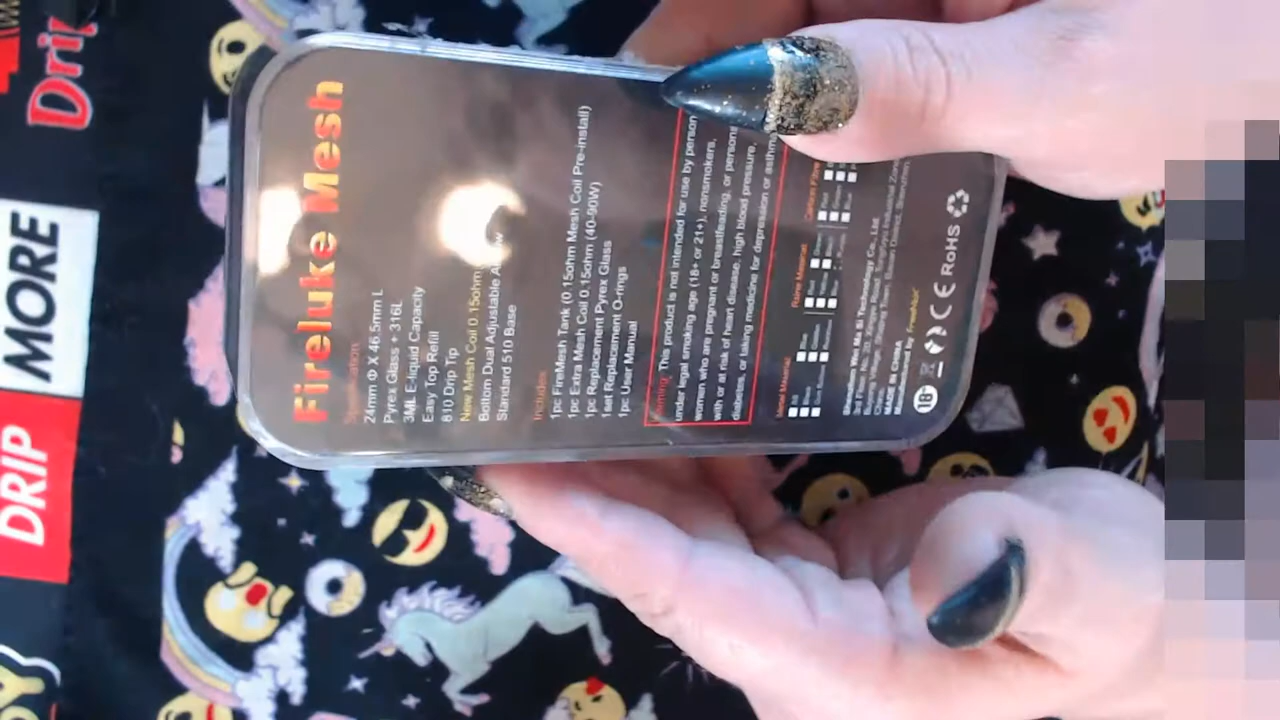 Fireluke Mesh
Specification
24mm Φ X 46.5mm L
Pyrex Glass + 316L
3ML E-liquid Capacity
Easy Top Refill
810 Drip Tip
New Mesh Coil 0.15ohm
Bottom Dual Adjustable
Standard 510 Base
Includes
1pc FireMesh Tank (0.15ohm Mesh Coil Pre-install)
1pc Extra Mesh Coil 0.15ohm (40-90W)
1pc Replacement Pyrex Glass
1set Replacement O-rings
1pc User Manual
Warning: This product is not intended for use by person
under legal smoking age (18+ or 21+), nonsmokers,
women who are pregnant or breastfeeding, or persons
with or at risk of heart disease, high blood pressure,
diabetes, or taking medicine for depression or asthma
Metal Material
Resin Material
Carbon Fibre
MADE IN CHINA
Manufactured by FreeMax
18+ CE RoHS
DRIP
MORE
Drip